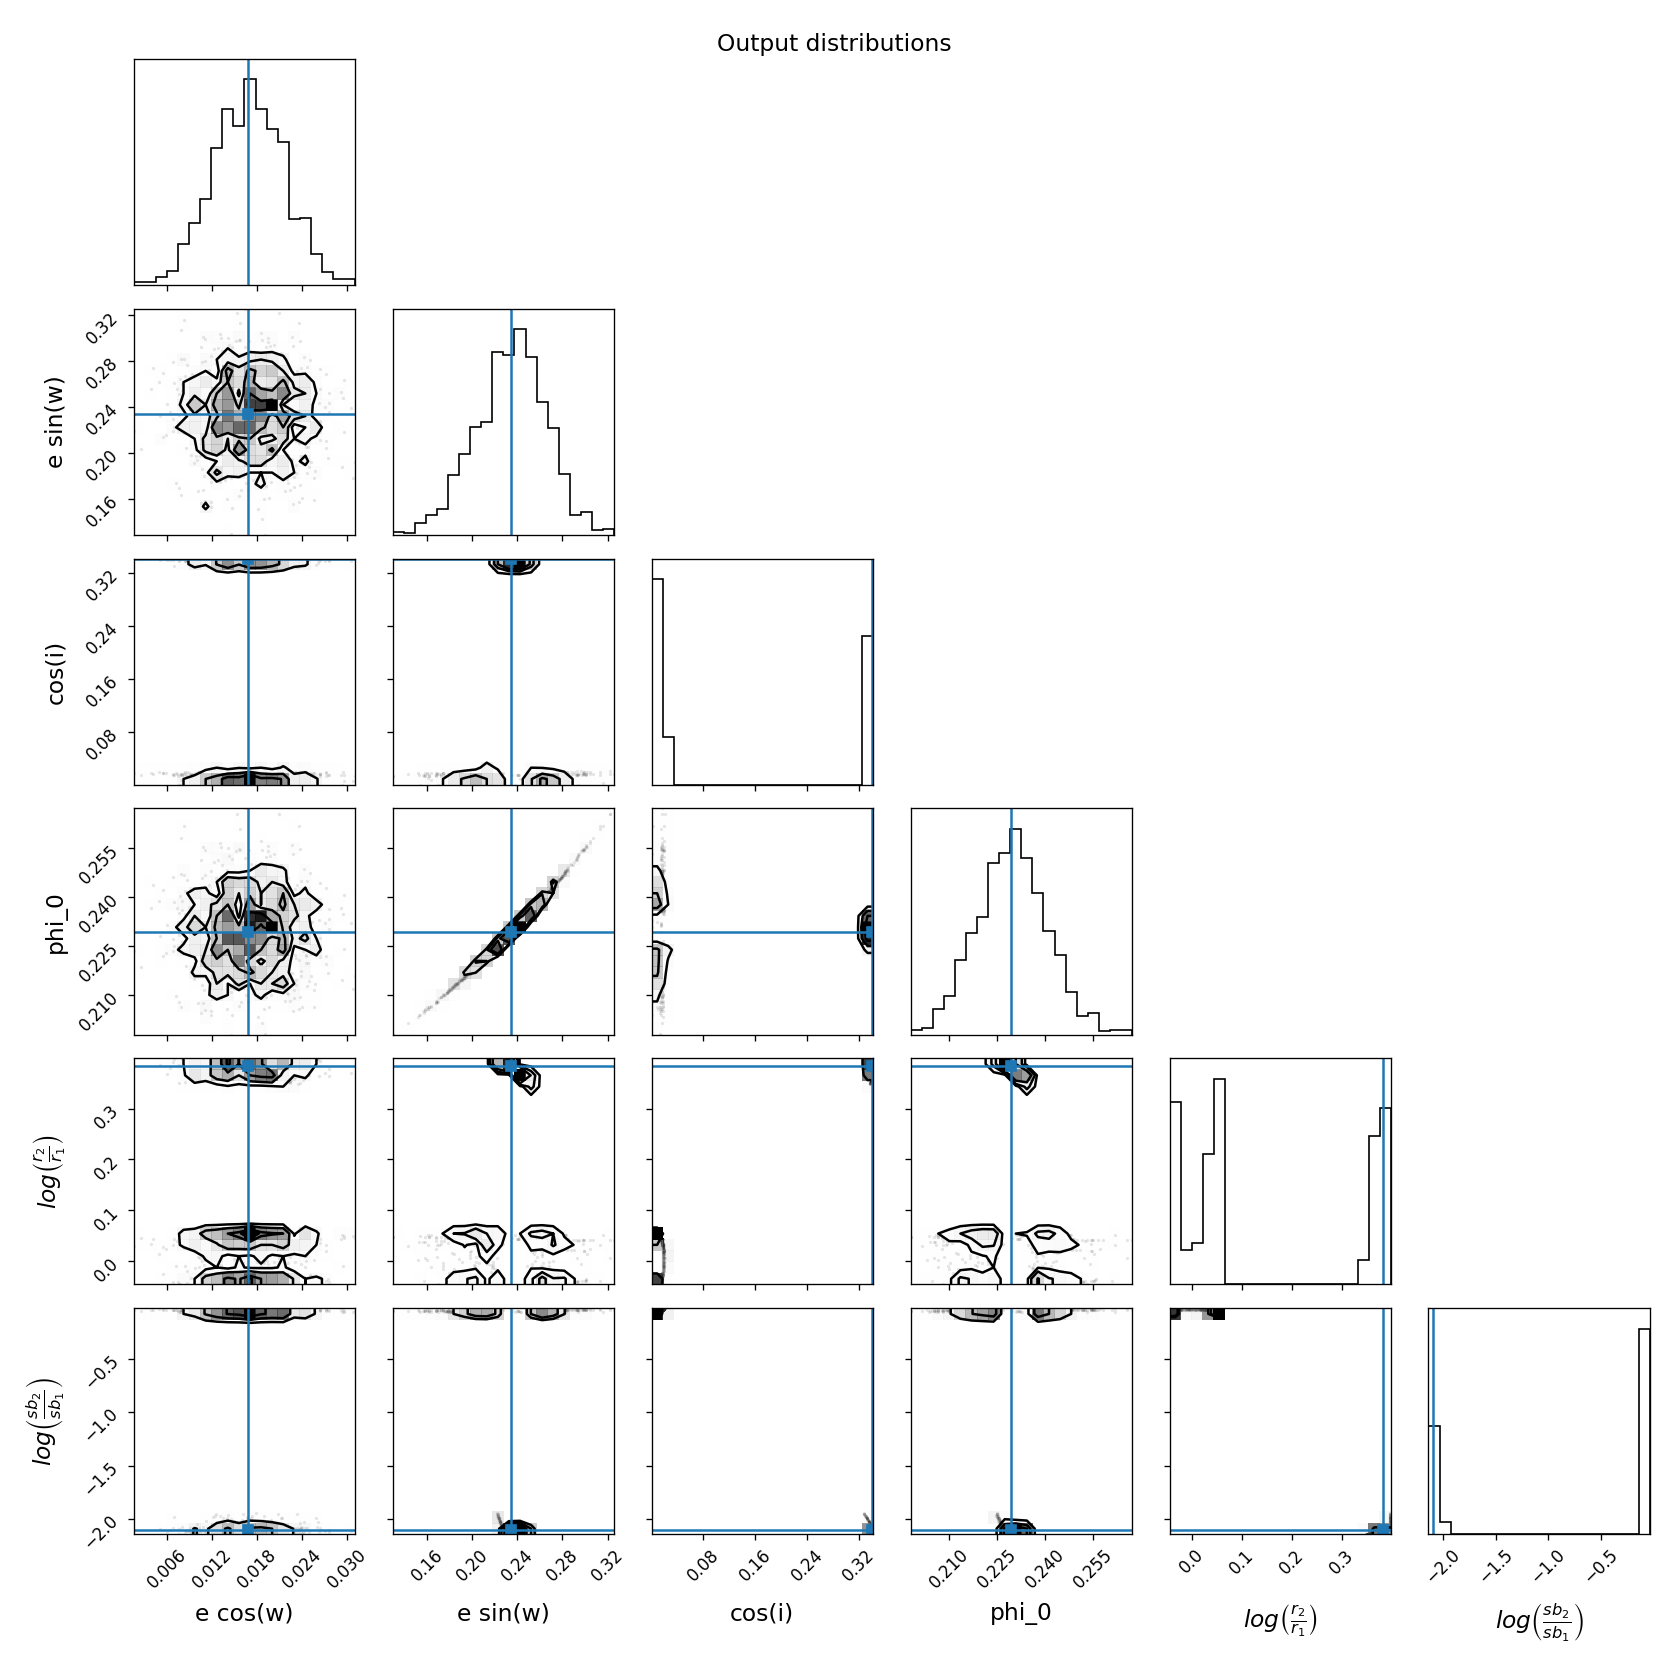 Output distributions
0.32
0.28
0.24
0.20
0.16
e sin(w)
0.32
0.24
0.16
0.08
cos(i)
0.255
0.240
0.225
0.210
phi_0
0.3
0.2
0.1
0.0
log(r₂/r₁)
−0.5
−1.0
−1.5
−2.0
log(sb₂/sb₁)
0.006 0.012 0.018 0.024 0.030 0.16 0.20 0.24 0.28 0.32 0.08 0.16 0.24 0.32 0.210 0.225 0.240 0.255 0.0 0.1 0.2 0.3 −2.0 −1.5 −1.0 −0.5
e cos(w) e sin(w) cos(i) phi_0 log(r₂/r₁) log(sb₂/sb₁)